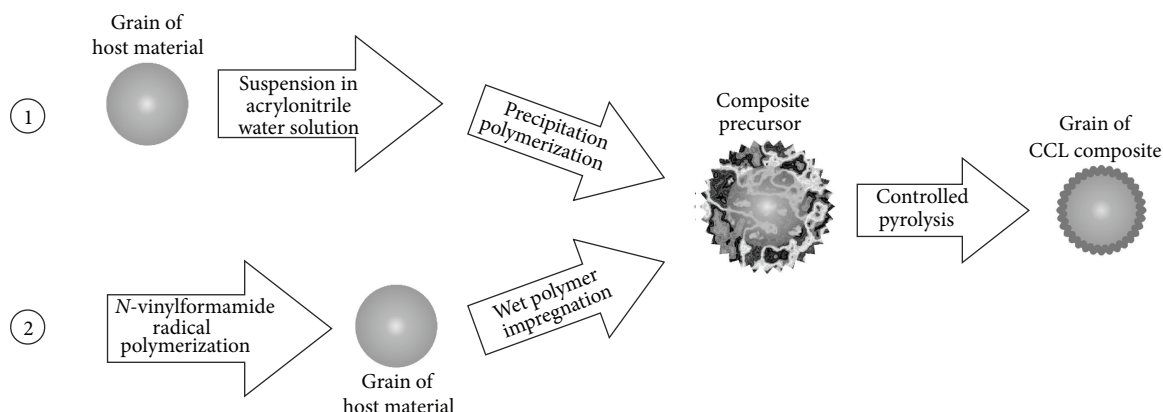 Grain of
host material
1
Suspension in
acrylonitrile
water solution
Precipitation
polymerization
Composite
precursor
Controlled
pyrolysis
Grain of
CCL composite
2
N-vinylformamide
radical
polymerization
Grain of
host material
Wet polymer
impregnation